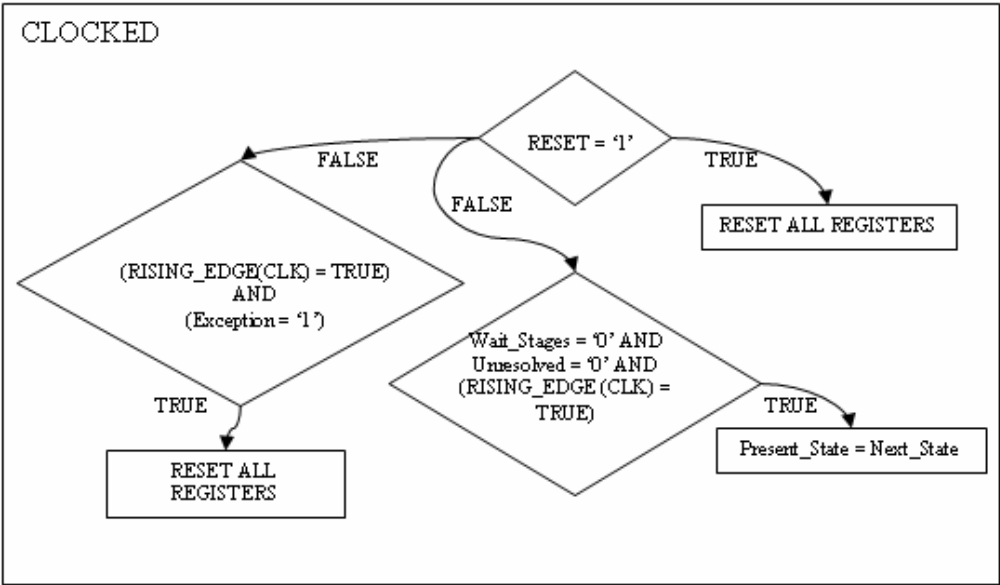 CLOCKED
RESET = ‘1’
FALSE
TRUE
FALSE
RESET ALL REGISTERS
(RISING_EDGE(CLK) = TRUE)
AND
(Exception = ‘1’)
Wait_Stages = ‘0’ AND
Unresolved = ‘0’ AND
(RISING_EDGE (CLK) =
TRUE)
TRUE
TRUE
Present_State = Next_State
RESET ALL
REGISTERS